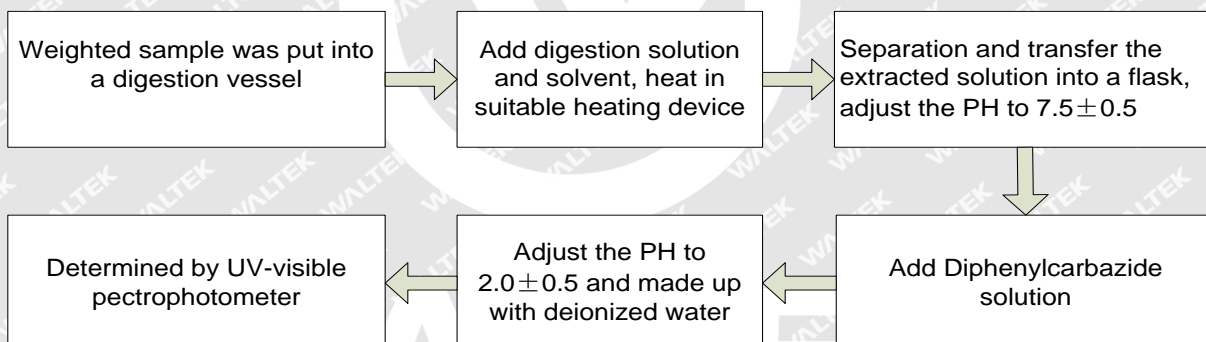 Weighted sample was put into
a digestion vessel
Add digestion solution
and solvent, heat in
suitable heating device
Separation and transfer the
extracted solution into a flask,
adjust the PH to 7.5±0.5
Add Diphenylcarbazide
solution
Adjust the PH to
2.0±0.5 and made up
with deionized water
Determined by UV-visible
pectrophotometer
WALTEK